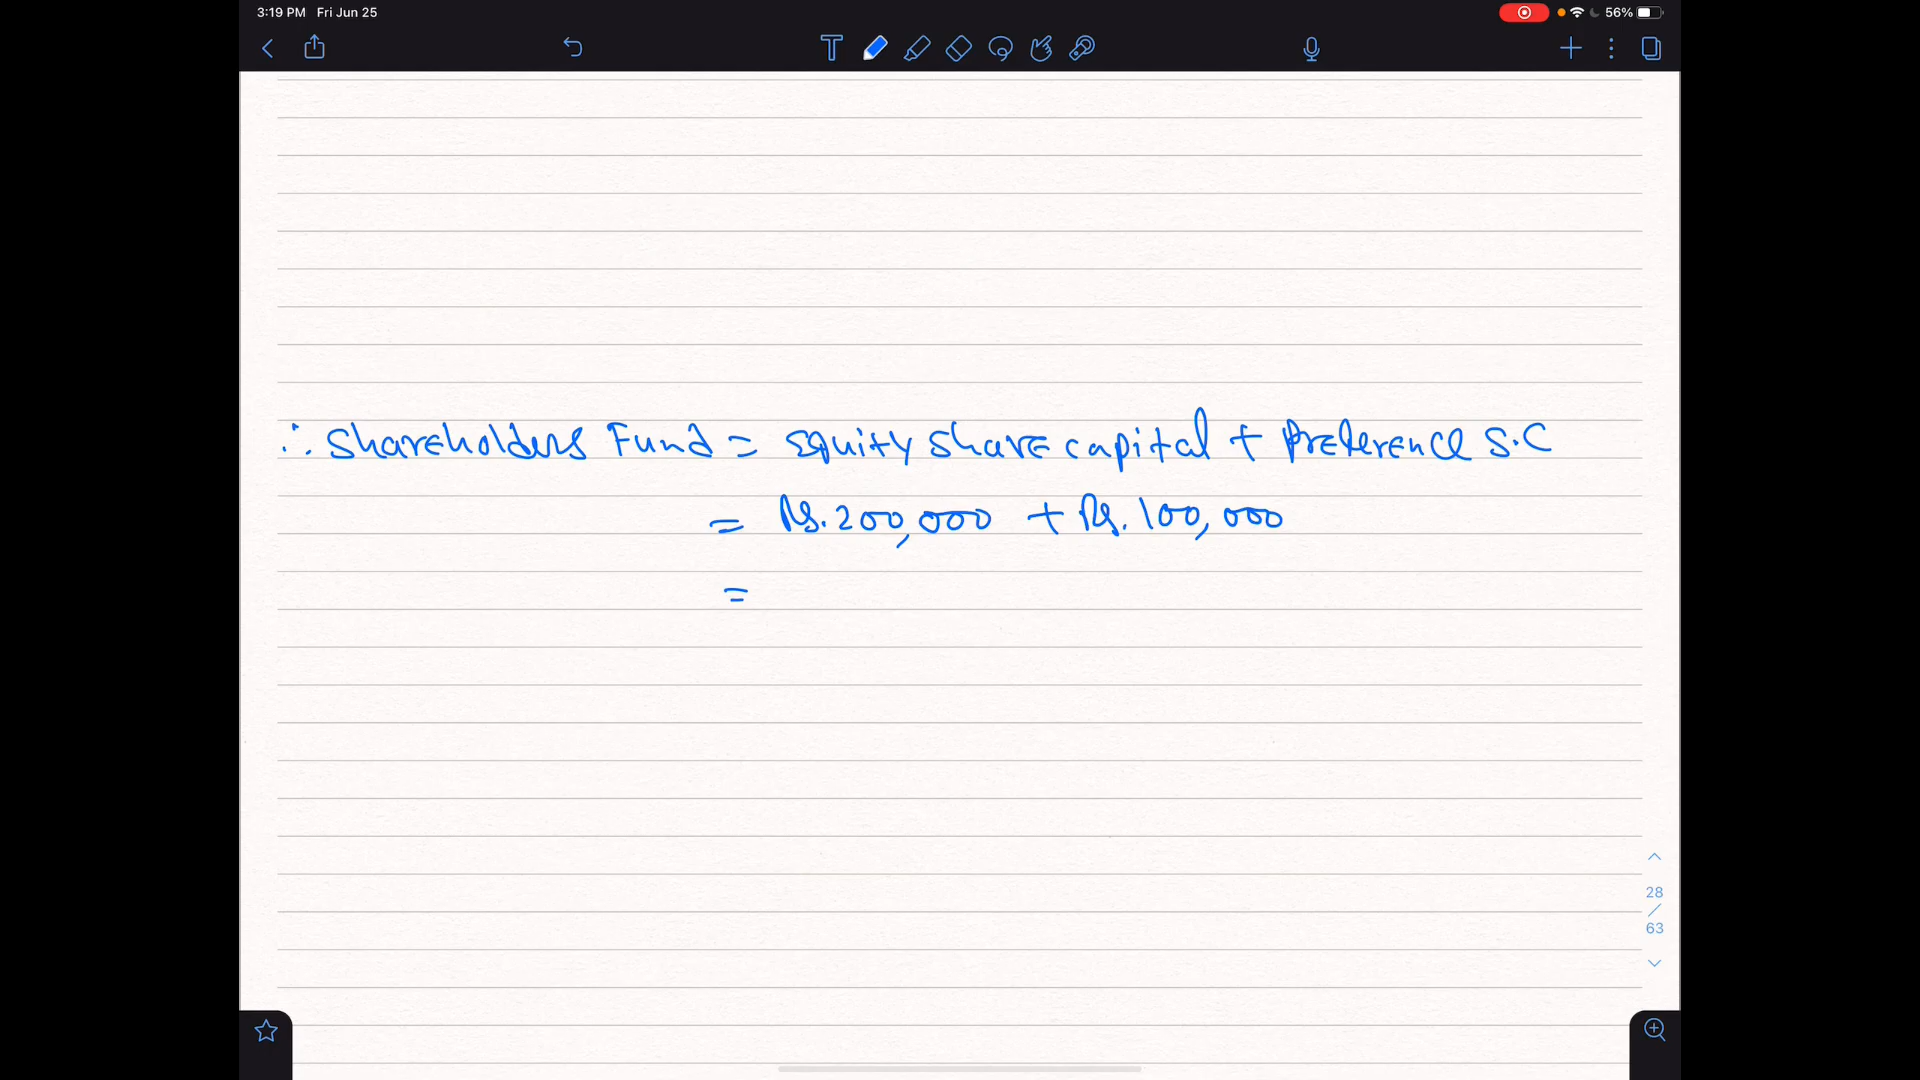 3:19 PM Fri Jun 25
56%
∴ Shareholders Fund = Equity share capital + Preference S.C
= Rs. 200,000 + Rs. 100,000
=
28
/
63